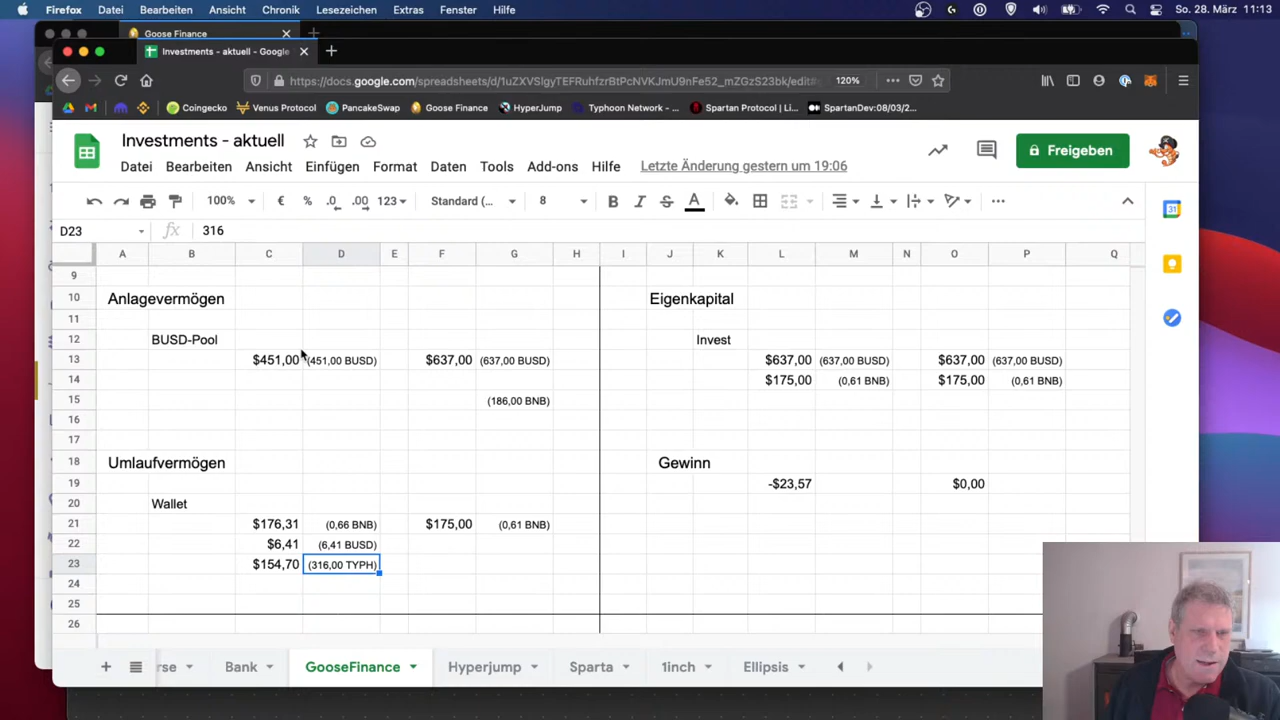 Firefox Ablage Bearbeiten Ansicht Chronik Lesezeichen Extras Fenster Hilfe So. 28. März 11:13
Goose Finance
Investments - aktuell - Google
https://docs.google.com/spreadsheets/d/1uZXVSlgyTEFRuhfzrBtPcNVKJmU9nFe52_mZGzS23bk/edit# 120%
Coingecko Venus Protocol PancakeSwap Goose Finance HyperJump Typhoon Network - ... Spartan Protocol | Li... SpartanDev:08/03/2...
Investments - aktuell
Freigeben
Datei Bearbeiten Ansicht Einfügen Format Daten Tools Add-ons Hilfe Letzte Änderung gestern um 19:06
100% € % .0 .00 123 Standard (... 8 B I S A
31
D23 fx 316
A B C D E F G H I J K L M N O P Q
9
10 Anlagevermögen Eigenkapital
11
12 BUSD-Pool Invest
13 $451,00 (451,00 BUSD) $637,00 (637,00 BUSD) $637,00 (637,00 BUSD) $637,00 (637,00 BUSD)
14 $175,00 (0,61 BNB) $175,00 (0,61 BNB)
15 (186,00 BNB)
16
17
18 Umlaufvermögen Gewinn
19 -$23,57 $0,00
20 Wallet
21 $176,31 (0,66 BNB) $175,00 (0,61 BNB)
22 $6,41 (6,41 BUSD)
23 $154,70 (316,00 TYPH)
24
25
26
rse Bank GooseFinance Hyperjump Sparta 1inch Ellipsis